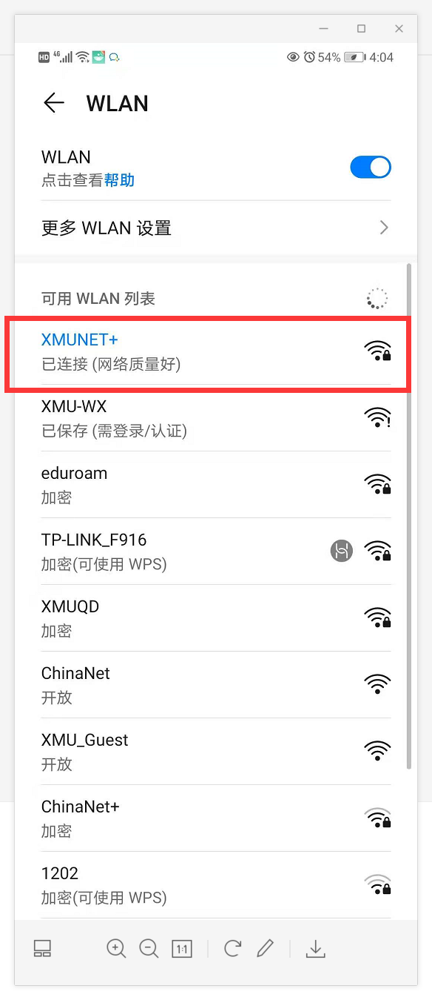 HD 4G 54% 4:04
WLAN
WLAN
点击查看帮助
更多 WLAN 设置
可用 WLAN 列表
XMUNET+
已连接 (网络质量好)
XMU-WX
已保存 (需登录/认证)
eduroam
加密
TP-LINK_F916
加密(可使用 WPS)
XMUQD
加密
ChinaNet
开放
XMU_Guest
开放
ChinaNet+
加密
1202
加密(可使用 WPS)
1:1